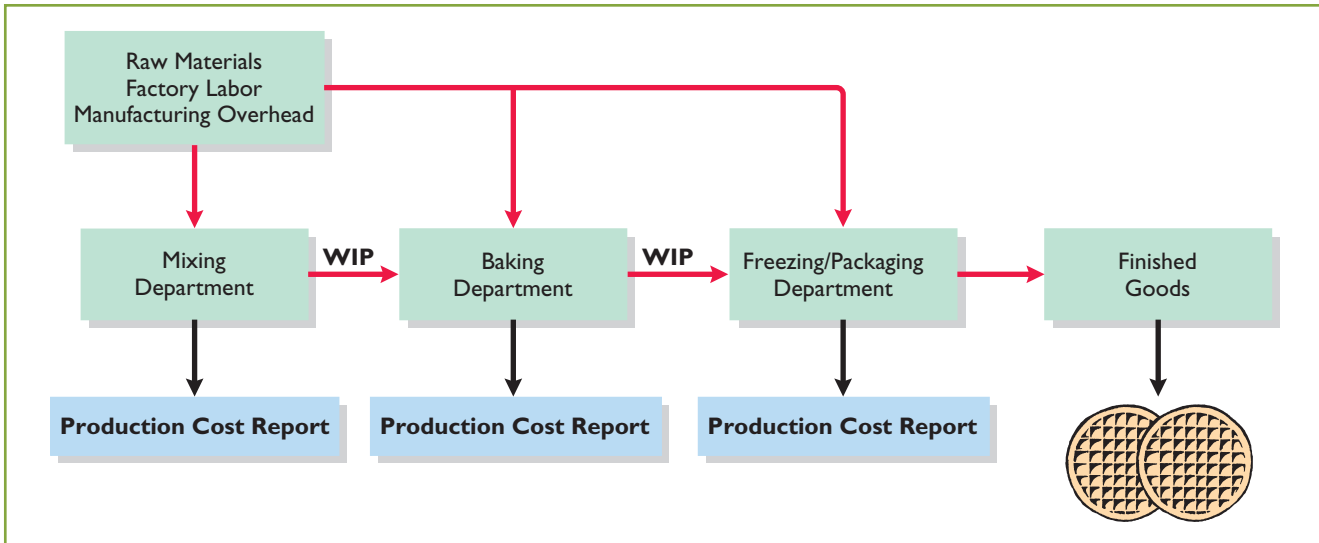 Raw Materials
Factory Labor
Manufacturing Overhead
Mixing
Department
WIP
Baking
Department
WIP
Freezing/Packaging
Department
Finished
Goods
Production Cost Report
Production Cost Report
Production Cost Report